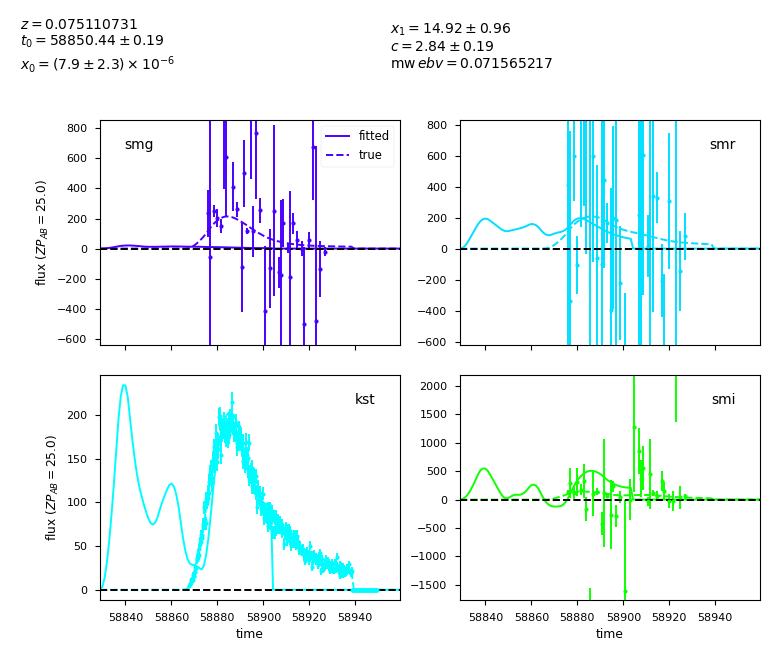 z = 0.075110731
t₀ = 58850.44 ± 0.19
x₀ = (7.9 ± 2.3) × 10⁻⁶
x₁ = 14.92 ± 0.96
c = 2.84 ± 0.19
mw ebv = 0.071565217
smg
fitted
true
800
600
400
200
0
−200
−400
−600
flux (ZP_AB = 25.0)
smr
800
600
400
200
0
−200
−400
−600
kst
200
150
100
50
0
flux (ZP_AB = 25.0)
58840 58860 58880 58900 58920 58940
time
smi
2000
1500
1000
500
0
−500
−1000
−1500
58840 58860 58880 58900 58920 58940
time